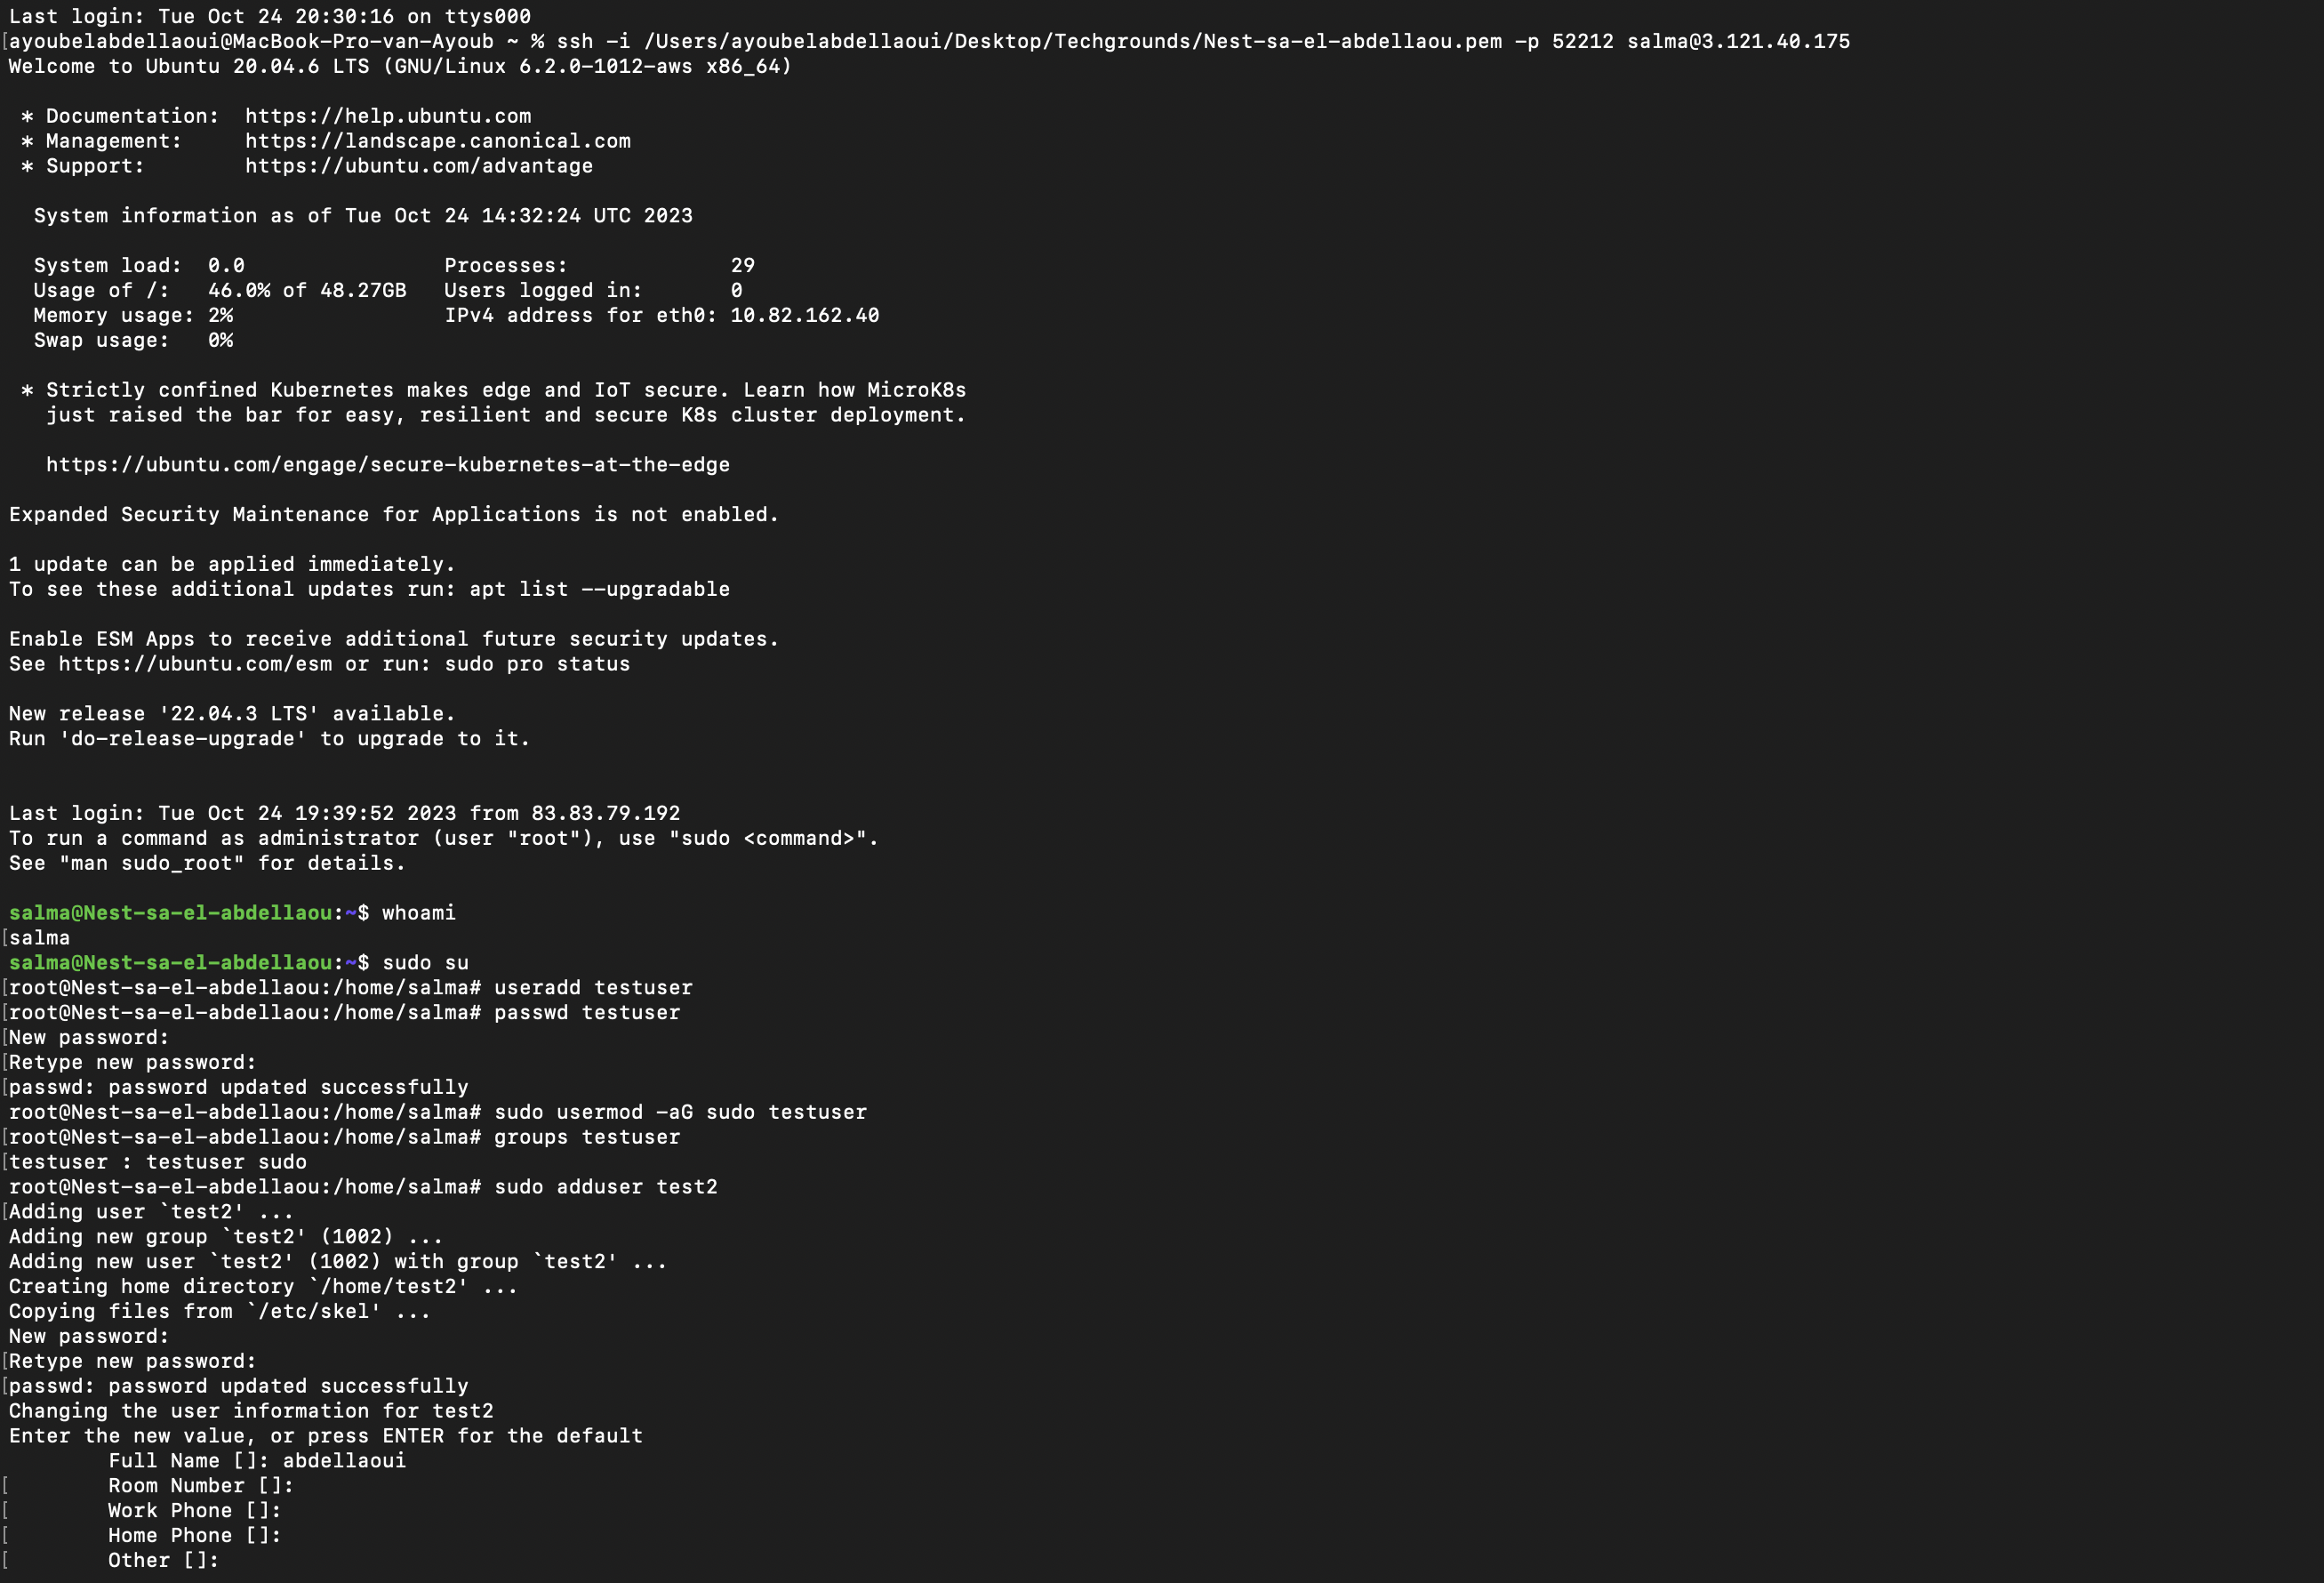 Last login: Tue Oct 24 20:30:16 on ttys000
[ayoubelabdellaoui@MacBook-Pro-van-Ayoub ~ % ssh -i /Users/ayoubelabdellaoui/Desktop/Techgrounds/Nest-sa-el-abdellaou.pem -p 52212 salma@3.121.40.175
Welcome to Ubuntu 20.04.6 LTS (GNU/Linux 6.2.0-1012-aws x86_64)

 * Documentation:  https://help.ubuntu.com
 * Management:     https://landscape.canonical.com
 * Support:        https://ubuntu.com/advantage

  System information as of Tue Oct 24 14:32:24 UTC 2023

  System load:  0.0                Processes:             29
  Usage of /:   46.0% of 48.27GB   Users logged in:       0
  Memory usage: 2%                 IPv4 address for eth0: 10.82.162.40
  Swap usage:   0%

 * Strictly confined Kubernetes makes edge and IoT secure. Learn how MicroK8s
   just raised the bar for easy, resilient and secure K8s cluster deployment.

   https://ubuntu.com/engage/secure-kubernetes-at-the-edge

Expanded Security Maintenance for Applications is not enabled.

1 update can be applied immediately.
To see these additional updates run: apt list --upgradable

Enable ESM Apps to receive additional future security updates.
See https://ubuntu.com/esm or run: sudo pro status

New release '22.04.3 LTS' available.
Run 'do-release-upgrade' to upgrade to it.


Last login: Tue Oct 24 19:39:52 2023 from 83.83.79.192
To run a command as administrator (user "root"), use "sudo <command>".
See "man sudo_root" for details.

salma@Nest-sa-el-abdellaou:~$ whoami
[salma
salma@Nest-sa-el-abdellaou:~$ sudo su
[root@Nest-sa-el-abdellaou:/home/salma# useradd testuser
[root@Nest-sa-el-abdellaou:/home/salma# passwd testuser
[New password:
[Retype new password:
[passwd: password updated successfully
root@Nest-sa-el-abdellaou:/home/salma# sudo usermod -aG sudo testuser
[root@Nest-sa-el-abdellaou:/home/salma# groups testuser
[testuser : testuser sudo
root@Nest-sa-el-abdellaou:/home/salma# sudo adduser test2
[Adding user `test2' ...
Adding new group `test2' (1002) ...
Adding new user `test2' (1002) with group `test2' ...
Creating home directory `/home/test2' ...
Copying files from `/etc/skel' ...
New password:
[Retype new password:
[passwd: password updated successfully
Changing the user information for test2
Enter the new value, or press ENTER for the default
        Full Name []: abdellaoui
[       Room Number []:
[       Work Phone []:
[       Home Phone []:
[       Other []: